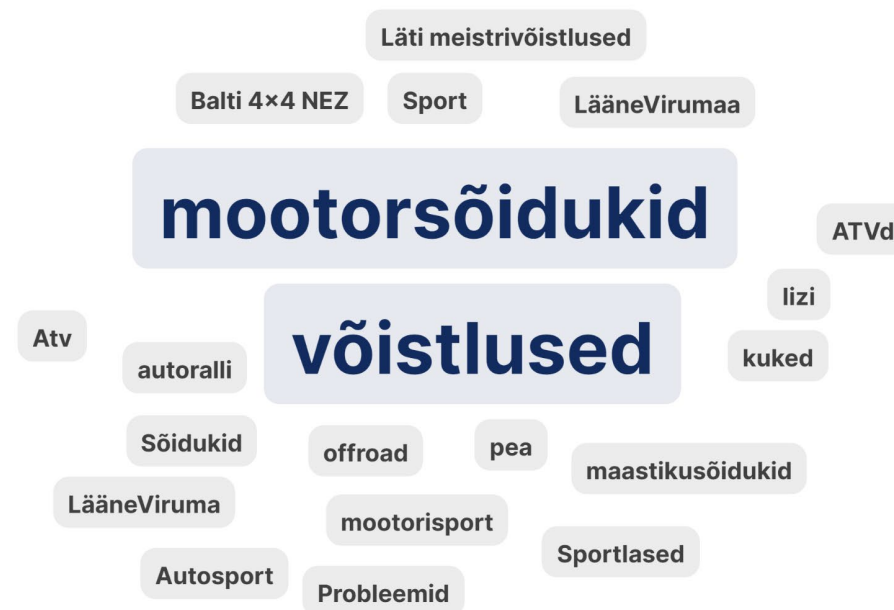 Läti meistrivõistlused
Balti 4×4 NEZ
Sport
LääneVirumaa
mootorsõidukid
ATVd
lizi
võistlused
Atv
kuked
autoralli
Sõidukid
offroad
pea
maastikusõidukid
LääneViruma
mootorisport
Sportlased
Autosport
Probleemid